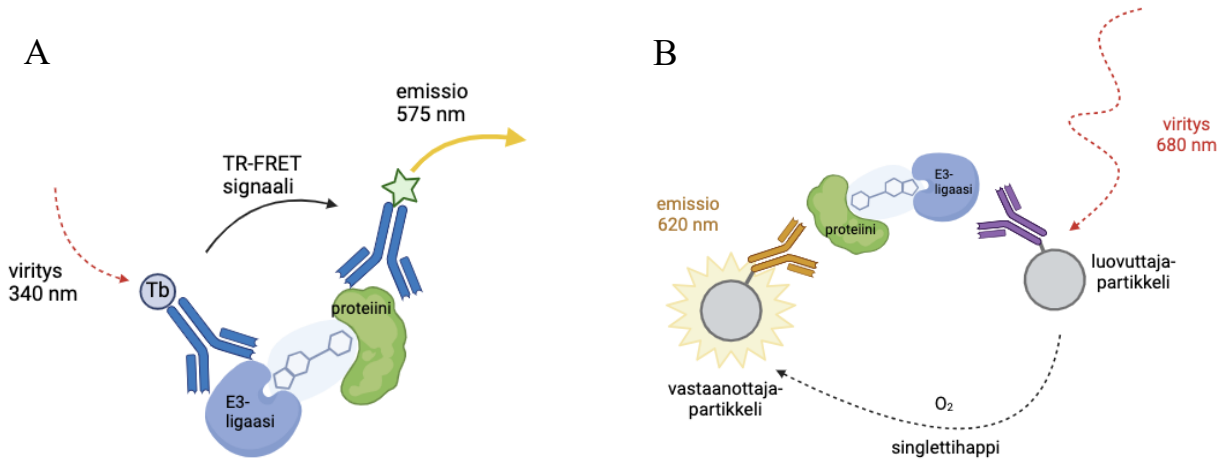 A
emissio
575 nm
TR-FRET
signaali
viritys
340 nm
Tb
proteiini
E3-
ligaasi
B
viritys
680 nm
E3-
ligaasi
proteiini
emissio
620 nm
luovuttaja-
partikkeli
vastaanottaja-
partikkeli
O₂
singlettihappi